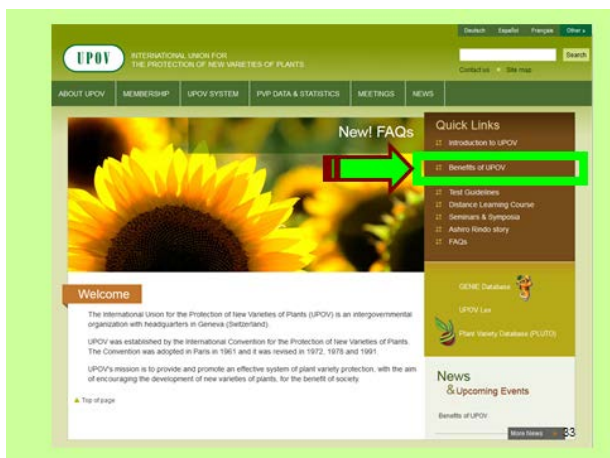 Deutsch Español Français Other »
UPOV
INTERNATIONAL UNION FOR
THE PROTECTION OF NEW VARIETIES OF PLANTS
Search
Contact us Site map
ABOUT UPOV MEMBERSHIP UPOV SYSTEM PVP DATA & STATISTICS MEETINGS NEWS
New! FAQs
Quick Links
Introduction to UPOV
Benefits of UPOV
Test Guidelines
Distance Learning Course
Seminars & Symposia
Ashiro Rindo story
FAQs
GENIE Database
UPOV Lex
Plant Variety Database (PLUTO)
Welcome
The International Union for the Protection of New Varieties of Plants (UPOV) is an intergovernmental
organization with headquarters in Geneva (Switzerland).
UPOV was established by the International Convention for the Protection of New Varieties of Plants.
The Convention was adopted in Paris in 1961 and it was revised in 1972, 1978 and 1991.
UPOV's mission is to provide and promote an effective system of plant variety protection, with the aim
of encouraging the development of new varieties of plants, for the benefit of society.
Top of page
News
& Upcoming Events
Benefits of UPOV
More News
33